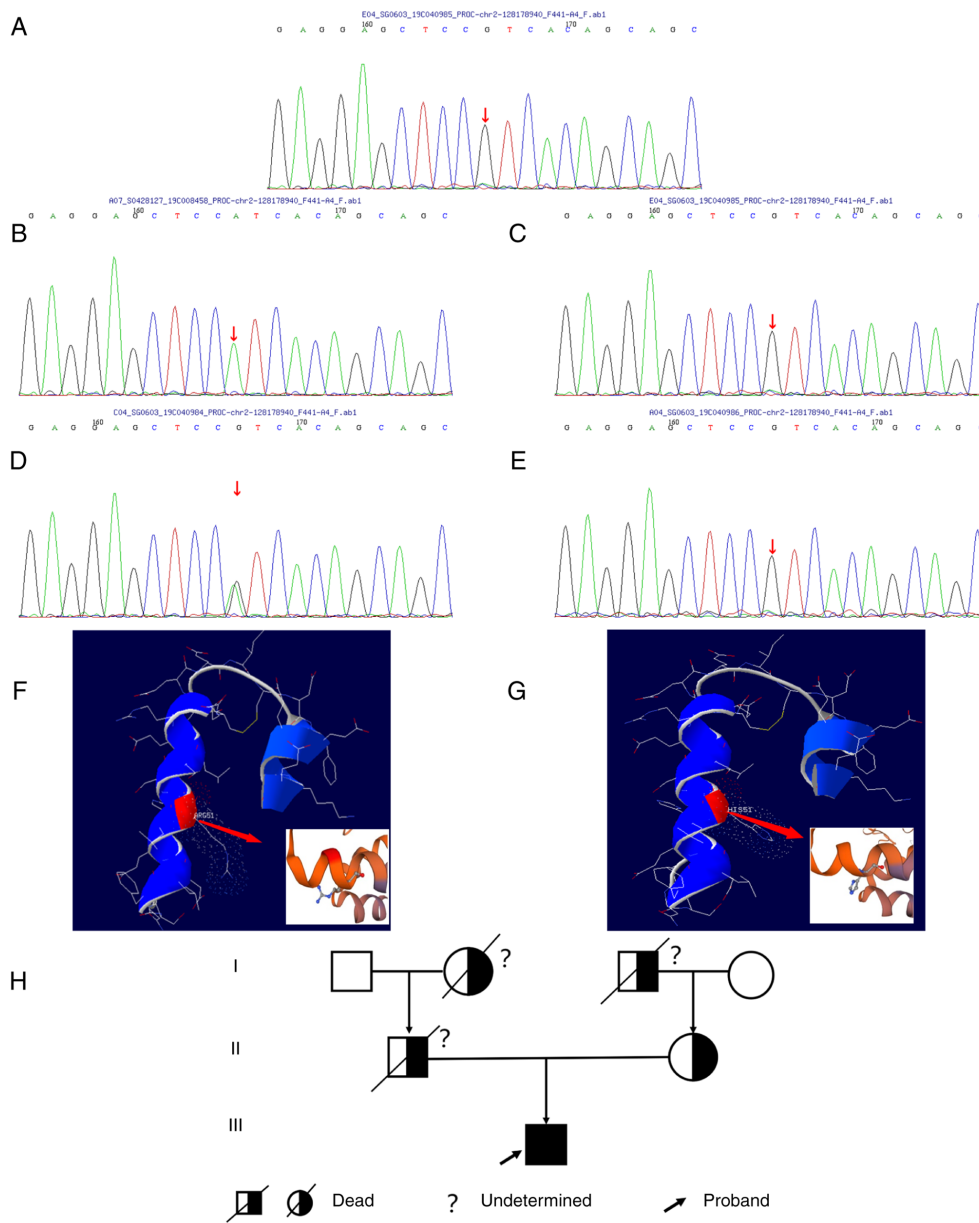 A
E04_SG0603_19C040985_PROC-chr2-128178940_F441-A4_F.ab1
160 170
G A G G A G C T C C G T C A C A G C A G C
A07_S0428127_19C008458_PROC-chr2-128178940_F441-A4_F.ab1
160 170
G A G G A G C T C C A T C A C A G C A G C
B
E04_SG0603_19C040985_PROC-chr2-128178940_F441-A4_F.ab1
160 170
G A G G A G C T C C G T C A C A G C A G
C
C04_SG0603_19C040984_PROC-chr2-128178940_F441-A4_F.ab1
160 170
G A G G A G C T C C G T C A C A G C A G C
D
A04_SG0603_19C040986_PROC-chr2-128178940_F441-A4_F.ab1
160 170
G A G G A G C T C C G T C A C A G C A G
E
F
ARG51
G
HIS51
H
I
? ?
II
?
III
Dead
? Undetermined
Proband